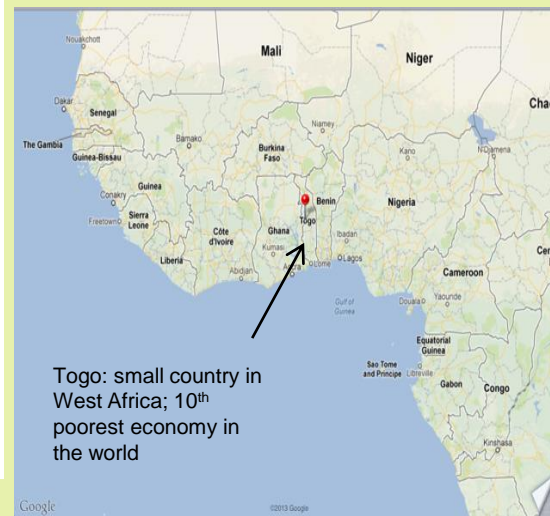 Nouakchott
Mali
Niger
Cha
Dakar
Senegal
Niamey
The Gambia
Bamako
Kano
N'Djamena
Guinea-Bissau
Burkina
Faso
Guinea
Benin
Nigeria
Conakry
Togo
Freetown
Sierra
Leone
Côte
d'Ivoire
Ghana
Ibadan
Kumasi
Cen
Liberia
Accra
Lome
Lagos
Abidjan
Cameroon
Gulf of
Guinea
Douala
Yaounde
Equatorial
Guinea
Sao Tome
and Principe
Libreville
Gabon
Congo
Togo: small country in
West Africa; 10th
poorest economy in
the world
Kinshasa
Google
©2013 Google